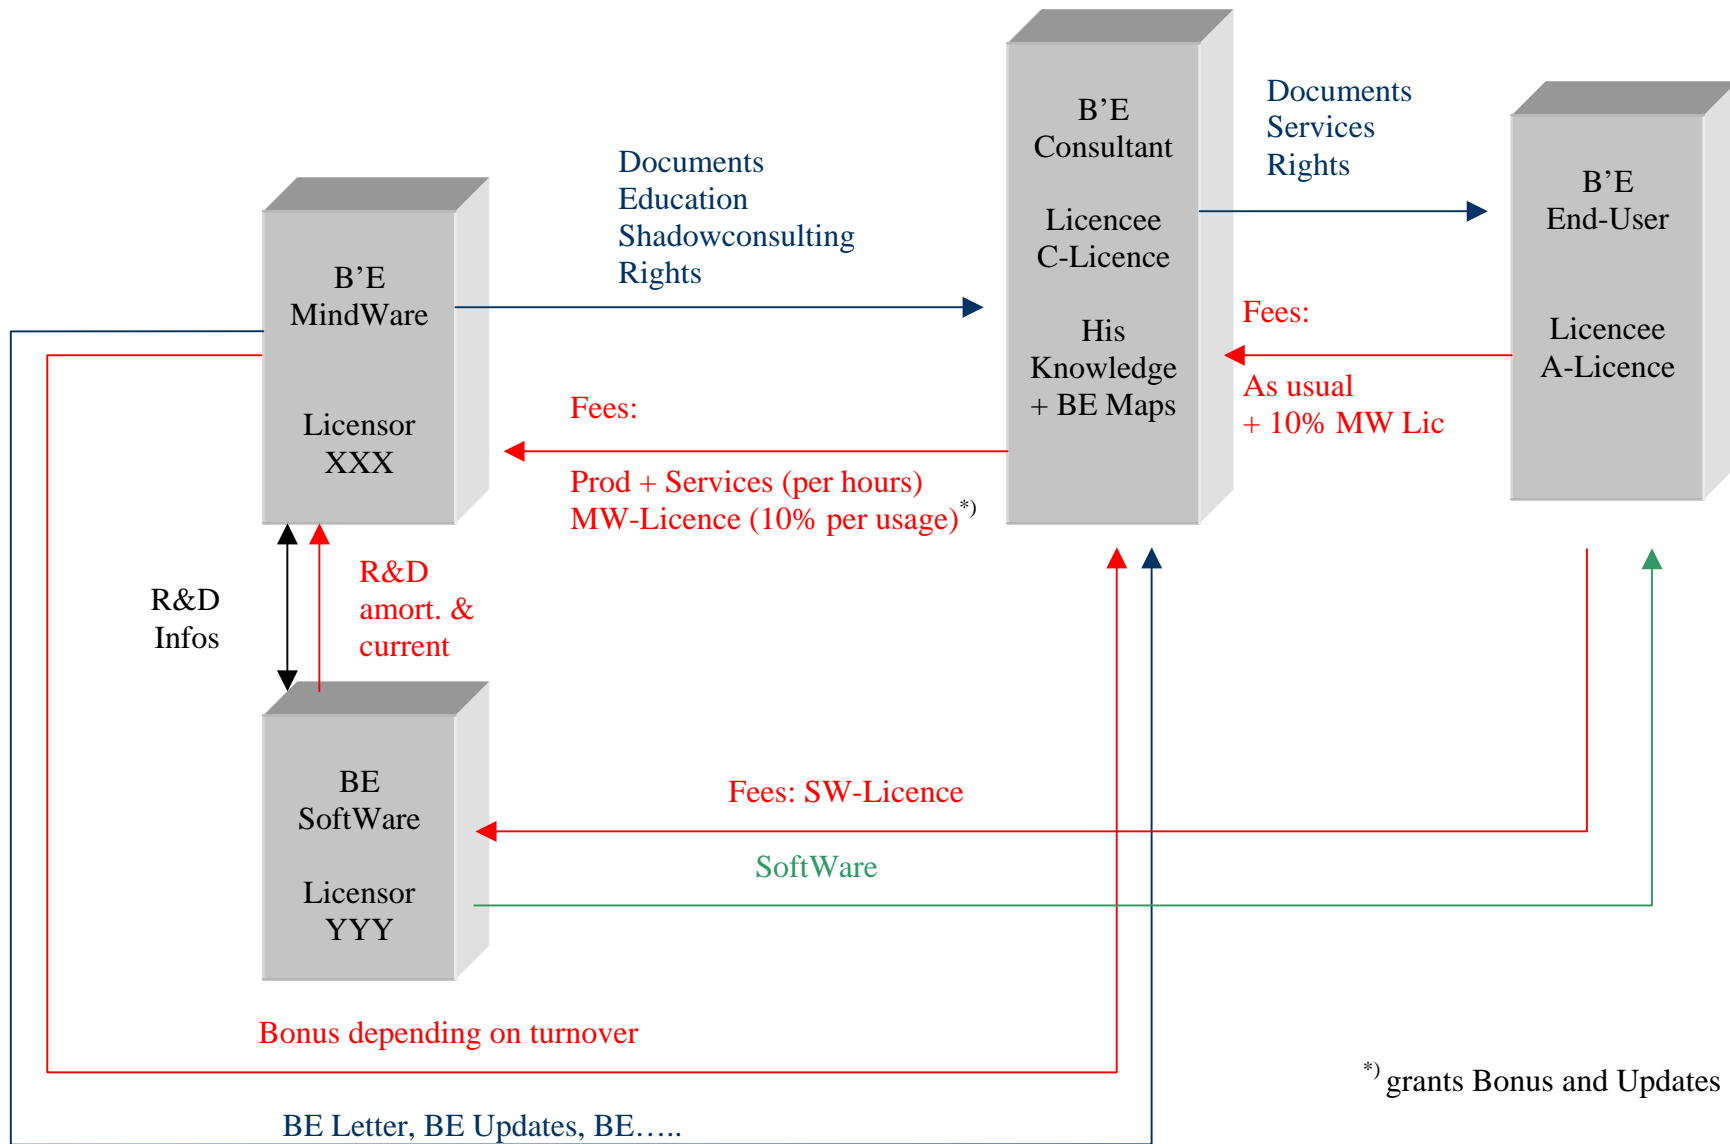 B’E
Consultant
Licencee
C-Licence
His
Knowledge
+ BE Maps
Documents
Services
Rights
B’E
End-User
Licencee
A-Licence
Documents
Education
Shadowconsulting
Rights
B’E
MindWare
Licensor
XXX
Fees:
As usual
+ 10% MW Lic
Fees:
Prod + Services (per hours)
MW-Licence (10% per usage)*)
R&D
Infos
R&D
amort. &
current
BE
SoftWare
Licensor
YYY
Fees: SW-Licence
SoftWare
Bonus depending on turnover
*) grants Bonus and Updates
BE Letter, BE Updates, BE…..